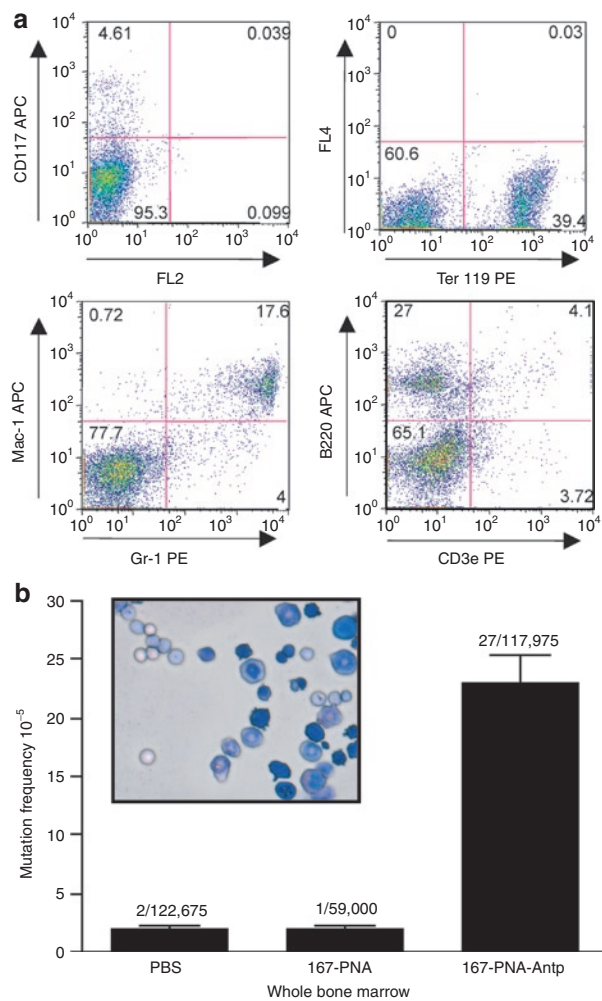 a
4.61 0.039
95.3 0.099
10⁴
10³
10²
10¹
10⁰
10⁰ 10¹ 10² 10³ 10⁴
CD117 APC
FL2
0 0.03
60.6
39.4
10⁴
10³
10²
10¹
10⁰
10⁰ 10¹ 10² 10³ 10⁴
FL4
Ter 119 PE
0.72 17.6
77.7
4
10⁴
10³
10²
10¹
10⁰
10⁰ 10¹ 10² 10³ 10⁴
Mac-1 APC
Gr-1 PE
27 4.1
65.1
3.72
10⁴
10³
10²
10¹
10⁰
10⁰ 10¹ 10² 10³ 10⁴
B220 APC
CD3e PE
b
30
25
20
15
10
5
0
Mutation frequency 10⁻⁵
2/122,675
1/59,000
27/117,975
PBS 167-PNA 167-PNA-Antp
Whole bone marrow